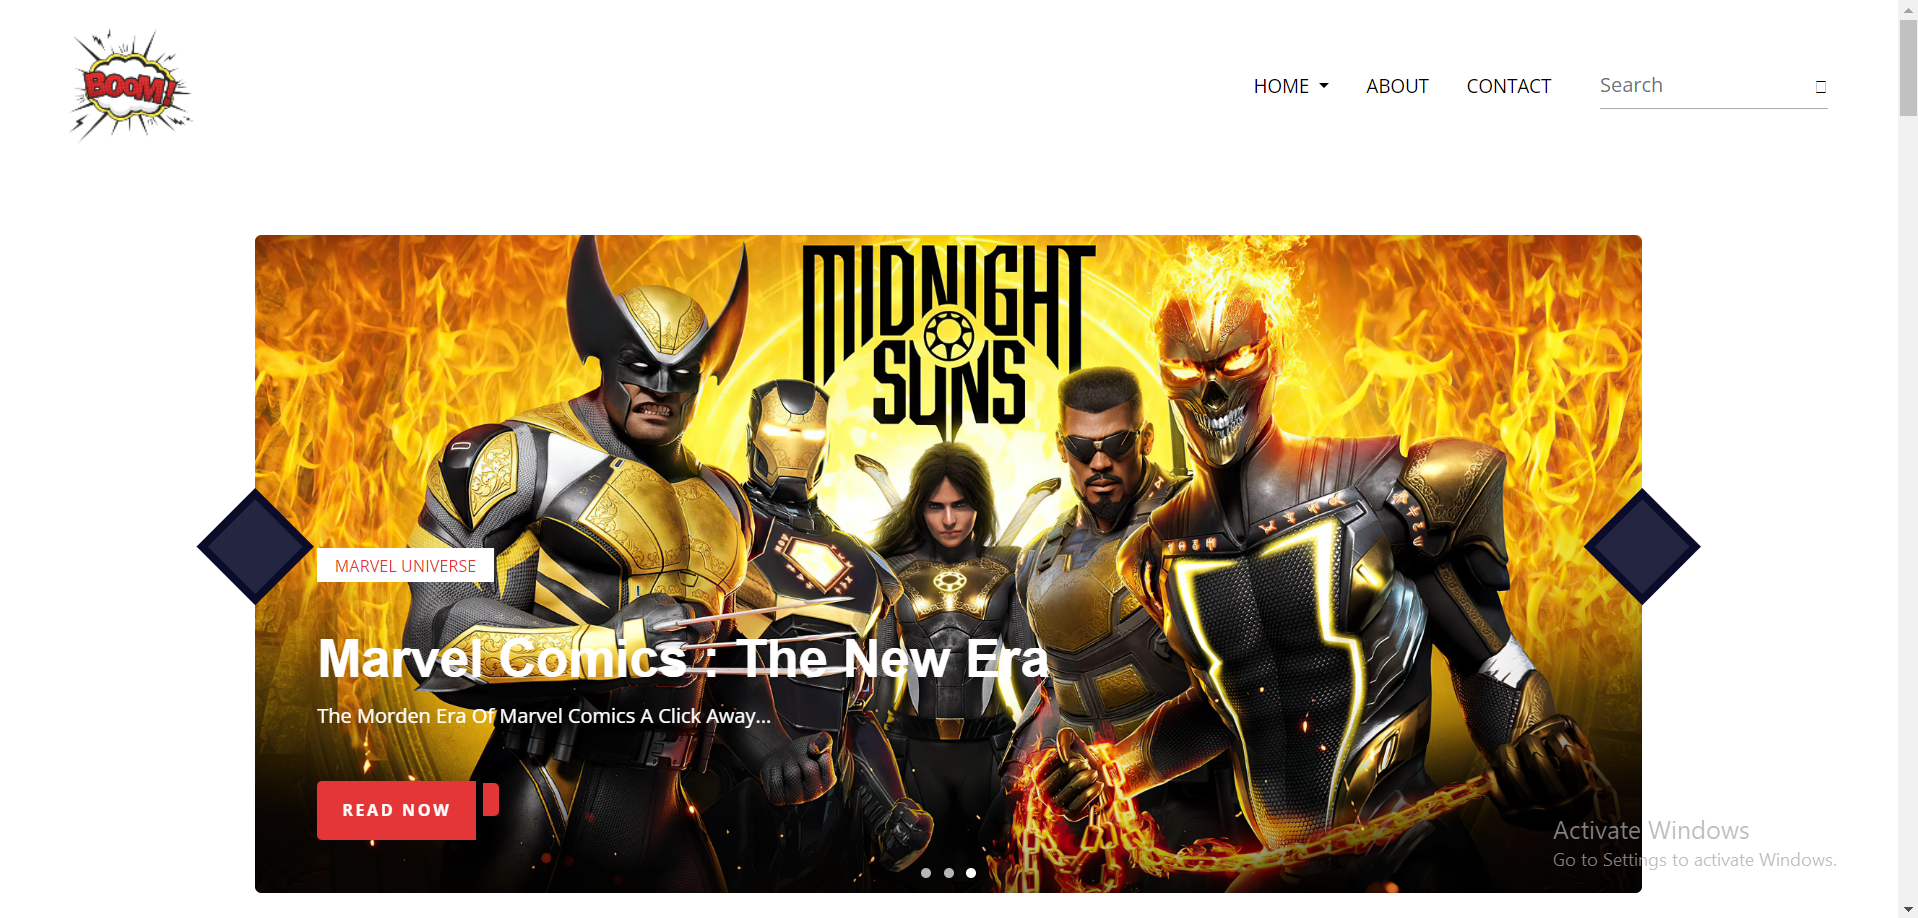 BOOM!
HOME
ABOUT
CONTACT
Search
MIDNIGHT
SUNS
MARVEL UNIVERSE
Marvel Comics : The New Era
The Morden Era Of Marvel Comics A Click Away...
READ NOW
Activate Windows
Go to Settings to activate Windows.